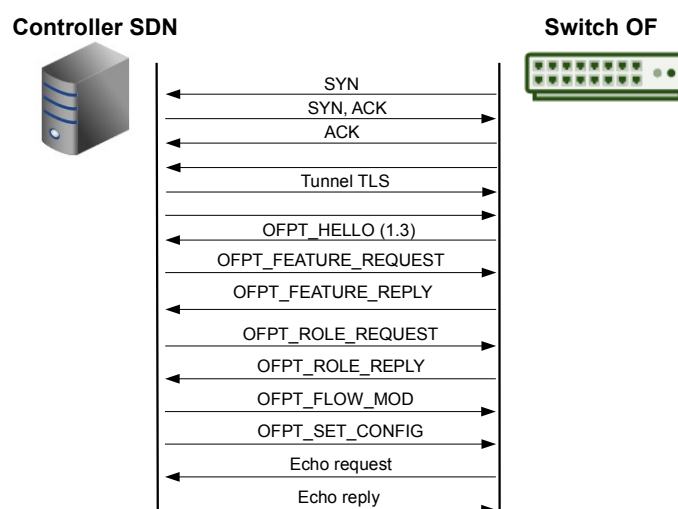 Controller SDN
Switch OF
SYN
SYN, ACK
ACK
Tunnel TLS
OFPT_HELLO (1.3)
OFPT_FEATURE_REQUEST
OFPT_FEATURE_REPLY
OFPT_ROLE_REQUEST
OFPT_ROLE_REPLY
OFPT_FLOW_MOD
OFPT_SET_CONFIG
Echo request
Echo reply